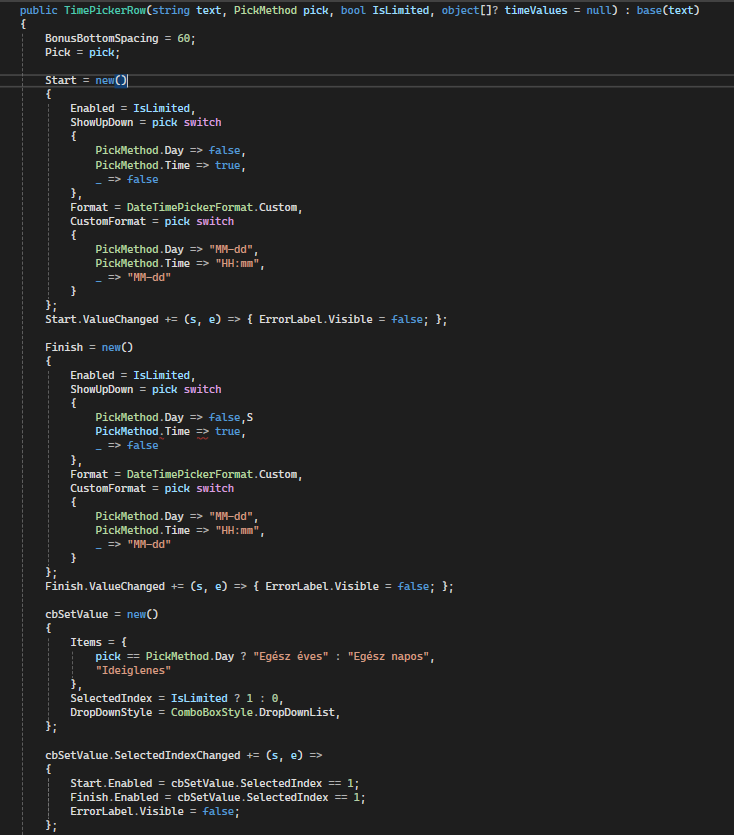 public TimePickerRow(string text, PickMethod pick, bool IsLimited, object[]? timeValues = null) : base(text)
{
BonusBottomSpacing = 60;
Pick = pick;
Start = new()
{
Enabled = IsLimited,
ShowUpDown = pick switch
{
PickMethod.Day => false,
PickMethod.Time => true,
_ => false
},
Format = DateTimePickerFormat.Custom,
CustomFormat = pick switch
{
PickMethod.Day => "MM-dd",
PickMethod.Time => "HH:mm",
_ => "MM-dd"
}
};
Start.ValueChanged += (s, e) => { ErrorLabel.Visible = false; };
Finish = new()
{
Enabled = IsLimited,
ShowUpDown = pick switch
{
PickMethod.Day => false,S
PickMethod.Time => true,
_ => false
},
Format = DateTimePickerFormat.Custom,
CustomFormat = pick switch
{
PickMethod.Day => "MM-dd",
PickMethod.Time => "HH:mm",
_ => "MM-dd"
}
};
Finish.ValueChanged += (s, e) => { ErrorLabel.Visible = false; };
cbSetValue = new()
{
Items = {
pick == PickMethod.Day ? "Egész éves" : "Egész napos",
"Ideiglenes"
},
SelectedIndex = IsLimited ? 1 : 0,
DropDownStyle = ComboBoxStyle.DropDownList,
};
cbSetValue.SelectedIndexChanged += (s, e) =>
{
Start.Enabled = cbSetValue.SelectedIndex == 1;
Finish.Enabled = cbSetValue.SelectedIndex == 1;
ErrorLabel.Visible = false;
};